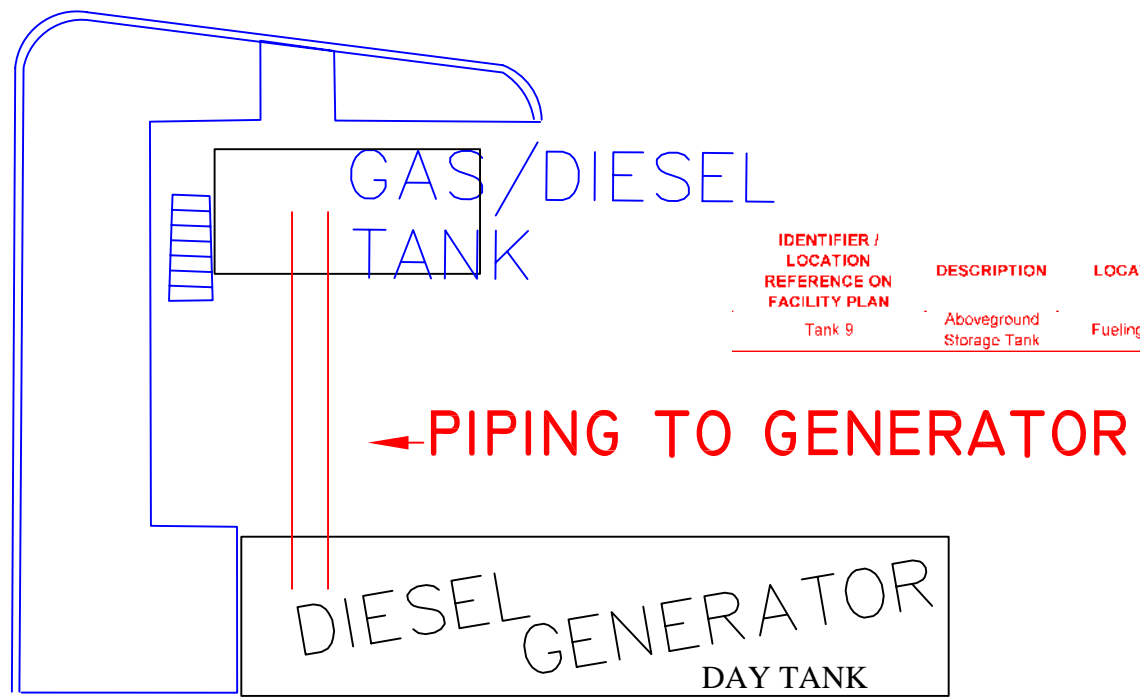 GAS/DIESEL
TANK
IDENTIFIER /
LOCATION
REFERENCE ON
FACILITY PLAN
DESCRIPTION
Tank 9
Aboveground
Storage Tank
Fueling
PIPING TO GENERATOR
DIESEL
GENERATOR
DAY TANK